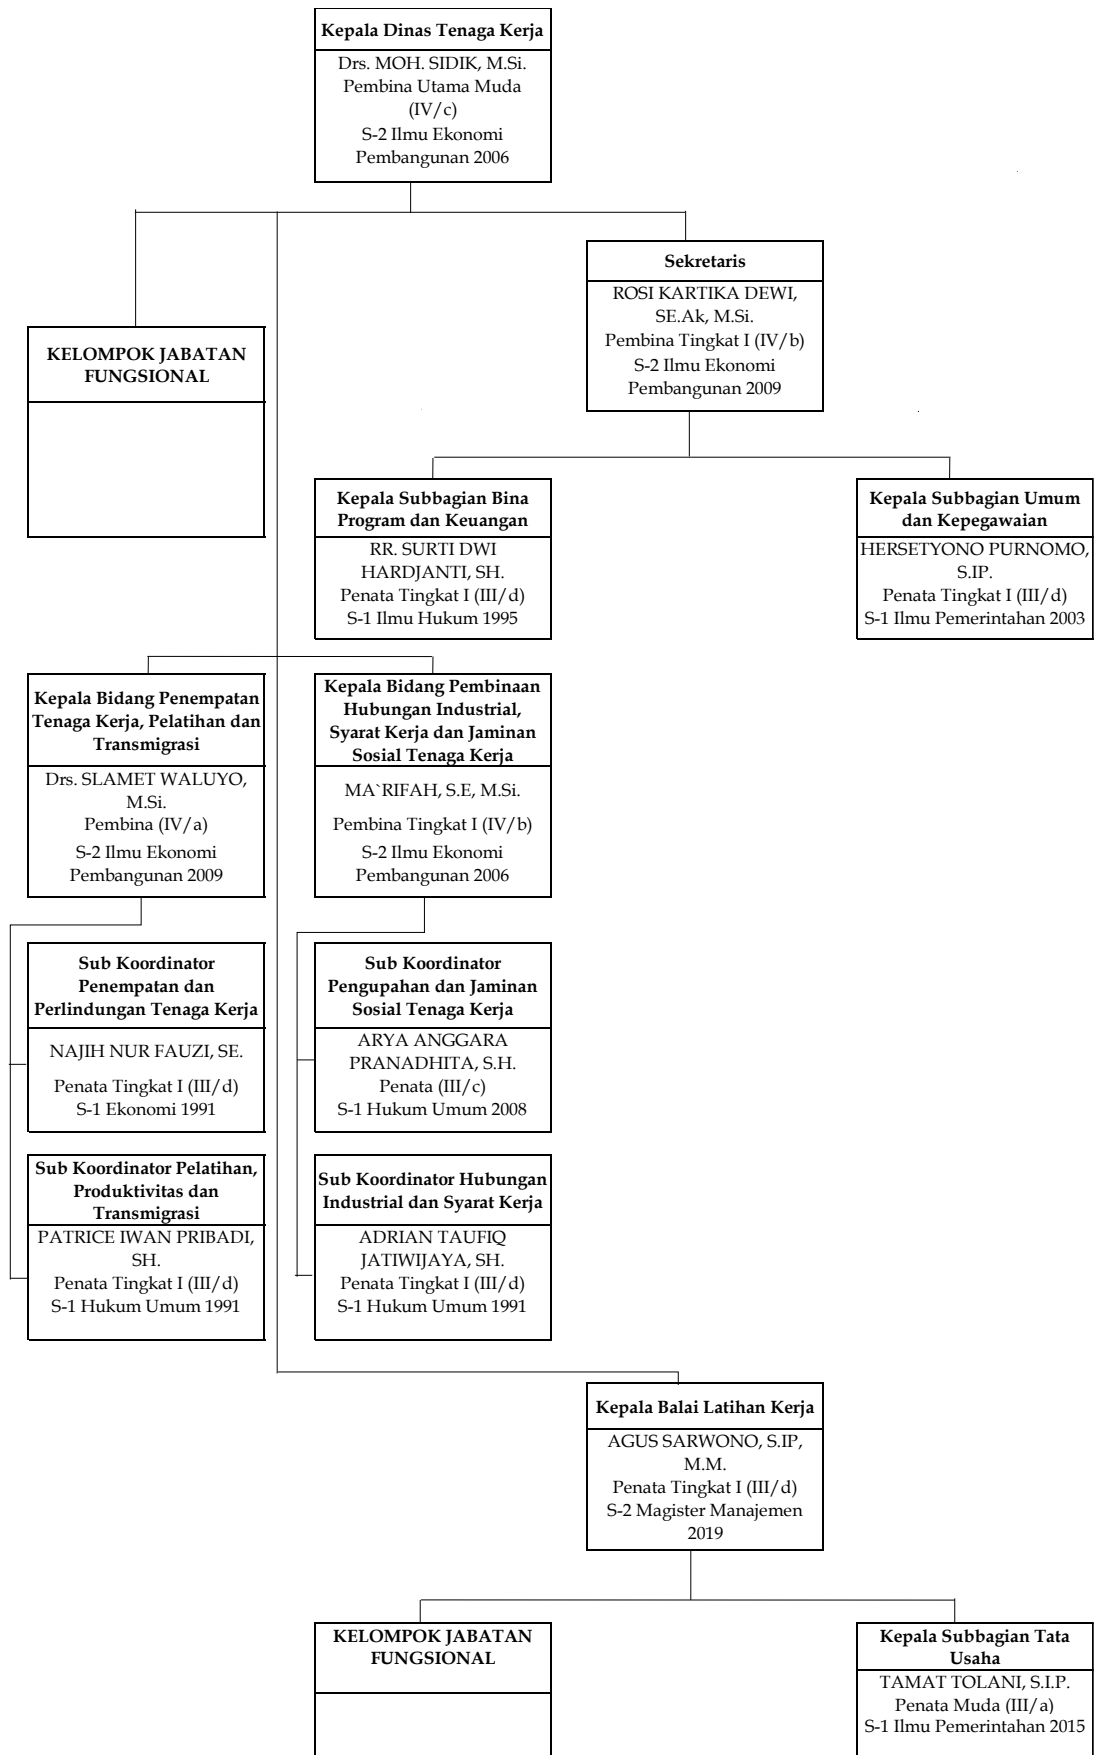 Kepala Dinas Tenaga Kerja
Drs. MOH. SIDIK, M.Si.
Pembina Utama Muda
(IV/c)
S-2 Ilmu Ekonomi
Pembangunan 2006
Sekretaris
ROSI KARTIKA DEWI,
SE.Ak, M.Si.
Pembina Tingkat I (IV/b)
S-2 Ilmu Ekonomi
Pembangunan 2009
KELOMPOK JABATAN
FUNGSIONAL
Kepala Subbagian Bina
Program dan Keuangan
RR. SURTI DWI
HARDJANTI, SH.
Penata Tingkat I (III/d)
S-1 Ilmu Hukum 1995
Kepala Subbagian Umum
dan Kepegawaian
HERSETYONO PURNOMO,
S.IP.
Penata Tingkat I (III/d)
S-1 Ilmu Pemerintahan 2003
Kepala Bidang Penempatan
Tenaga Kerja, Pelatihan dan
Transmigrasi
Drs. SLAMET WALUYO,
M.Si.
Pembina (IV/a)
S-2 Ilmu Ekonomi
Pembangunan 2009
Kepala Bidang Pembinaan
Hubungan Industrial,
Syarat Kerja dan Jaminan
Sosial Tenaga Kerja
MA`RIFAH, S.E, M.Si.
Pembina Tingkat I (IV/b)
S-2 Ilmu Ekonomi
Pembangunan 2006
Sub Koordinator
Penempatan dan
Perlindungan Tenaga Kerja
NAJIH NUR FAUZI, SE.
Penata Tingkat I (III/d)
S-1 Ekonomi 1991
Sub Koordinator
Pengupahan dan Jaminan
Sosial Tenaga Kerja
ARYA ANGGARA
PRANADHITA, S.H.
Penata (III/c)
S-1 Hukum Umum 2008
Sub Koordinator Pelatihan,
Produktivitas dan
Transmigrasi
PATRICE IWAN PRIBADI,
SH.
Penata Tingkat I (III/d)
S-1 Hukum Umum 1991
Sub Koordinator Hubungan
Industrial dan Syarat Kerja
ADRIAN TAUFIQ
JATIWIJAYA, SH.
Penata Tingkat I (III/d)
S-1 Hukum Umum 1991
Kepala Balai Latihan Kerja
AGUS SARWONO, S.IP,
M.M.
Penata Tingkat I (III/d)
S-2 Magister Manajemen
2019
KELOMPOK JABATAN
FUNGSIONAL
Kepala Subbagian Tata
Usaha
TAMAT TOLANI, S.I.P.
Penata Muda (III/a)
S-1 Ilmu Pemerintahan 2015